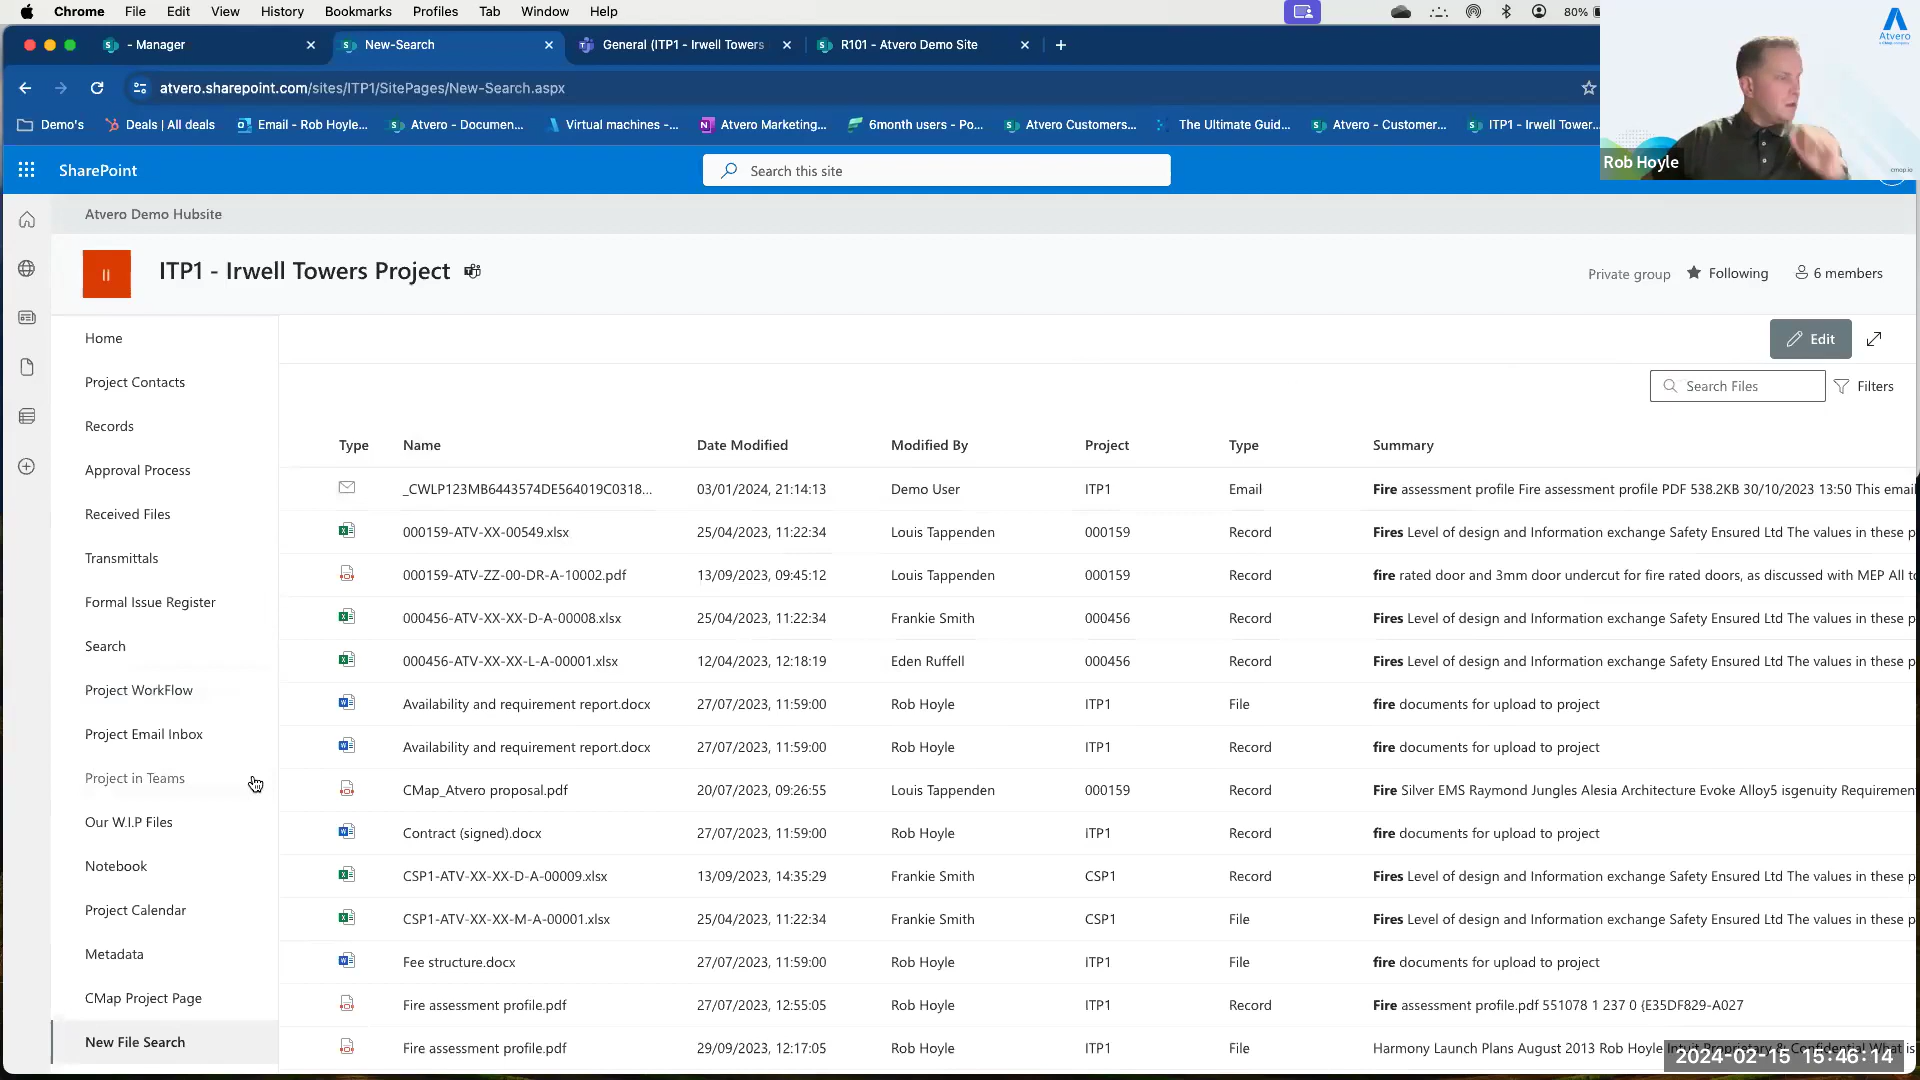 Chrome File Edit View History Bookmarks Profiles Tab Window Help 80%
Atvero
- Manager New-Search General (ITP1 - Irwell Towers R101 - Atvero Demo Site
atvero.sharepoint.com/sites/ITP1/SitePages/New-Search.aspx
Demo's Deals | All deals Email - Rob Hoyle... Atvero - Documen... Virtual machines -... Atvero Marketing... 6month users - Po... Atvero Customers... The Ultimate Guid... Atvero - Customer... ITP1 - Irwell Tower...
Rob Hoyle
cmap.io
SharePoint Search this site
Atvero Demo Hubsite
II ITP1 - Irwell Towers Project Private group Following 6 members
Home
Edit
Project Contacts
Search Files Filters
Records
Type Name Date Modified Modified By Project Type Summary
Approval Process
_CWLP123MB6443574DE564019C0318... 03/01/2024, 21:14:13 Demo User ITP1 Email Fire assessment profile Fire assessment profile PDF 538.2KB 30/10/2023 13:50 This emai
Received Files
000159-ATV-XX-00549.xlsx 25/04/2023, 11:22:34 Louis Tappenden 000159 Record Fires Level of design and Information exchange Safety Ensured Ltd The values in these p
Transmittals
000159-ATV-ZZ-00-DR-A-10002.pdf 13/09/2023, 09:45:12 Louis Tappenden 000159 Record fire rated door and 3mm door undercut for fire rated doors, as discussed with MEP All to
Formal Issue Register
000456-ATV-XX-XX-D-A-00008.xlsx 25/04/2023, 11:22:34 Frankie Smith 000456 Record Fires Level of design and Information exchange Safety Ensured Ltd The values in these p
Search
000456-ATV-XX-XX-L-A-00001.xlsx 12/04/2023, 12:18:19 Eden Ruffell 000456 Record Fires Level of design and Information exchange Safety Ensured Ltd The values in these p
Project WorkFlow
Availability and requirement report.docx 27/07/2023, 11:59:00 Rob Hoyle ITP1 File fire documents for upload to project
Project Email Inbox
Availability and requirement report.docx 27/07/2023, 11:59:00 Rob Hoyle ITP1 Record fire documents for upload to project
Project in Teams
CMap_Atvero proposal.pdf 20/07/2023, 09:26:55 Louis Tappenden 000159 Record Fire Silver EMS Raymond Jungles Alesia Architecture Evoke Alloy5 isgenuity Requirement
Our W.I.P Files
Contract (signed).docx 27/07/2023, 11:59:00 Rob Hoyle ITP1 Record fire documents for upload to project
Notebook
CSP1-ATV-XX-XX-D-A-00009.xlsx 13/09/2023, 14:35:29 Frankie Smith CSP1 Record Fires Level of design and Information exchange Safety Ensured Ltd The values in these p
Project Calendar
CSP1-ATV-XX-XX-M-A-00001.xlsx 25/04/2023, 11:22:34 Frankie Smith CSP1 File Fires Level of design and Information exchange Safety Ensured Ltd The values in these p
Metadata
Fee structure.docx 27/07/2023, 11:59:00 Rob Hoyle ITP1 File fire documents for upload to project
CMap Project Page
Fire assessment profile.pdf 27/07/2023, 12:55:05 Rob Hoyle ITP1 Record Fire assessment profile.pdf 551078 1 237 0 {E35DF829-A027
New File Search
Fire assessment profile.pdf 29/09/2023, 12:17:05 Rob Hoyle ITP1 File Harmony Launch Plans August 2013 Rob Hoyle Intuit Proprietary & Confidential What is
2024-02-15 15:46:14